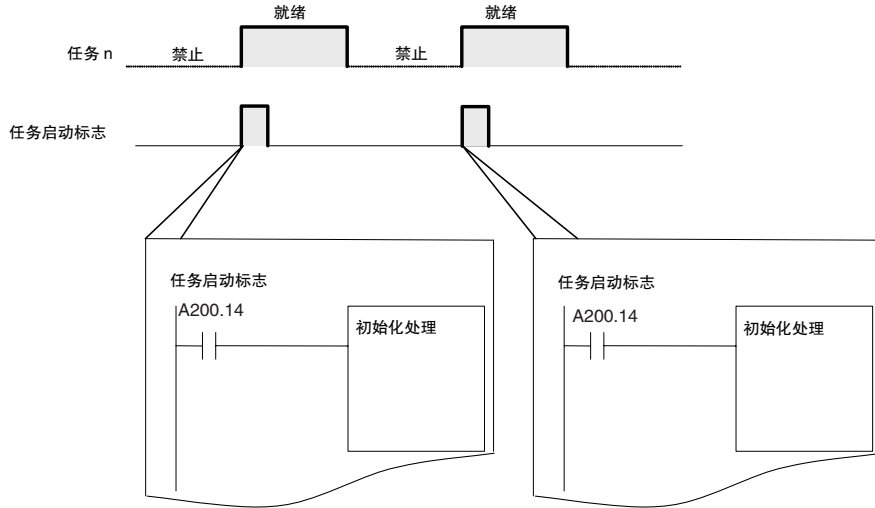 就绪
就绪
任务 n
禁止
禁止
任务启动标志
任务启动标志
A200.14
初始化处理
任务启动标志
A200.14
初始化处理